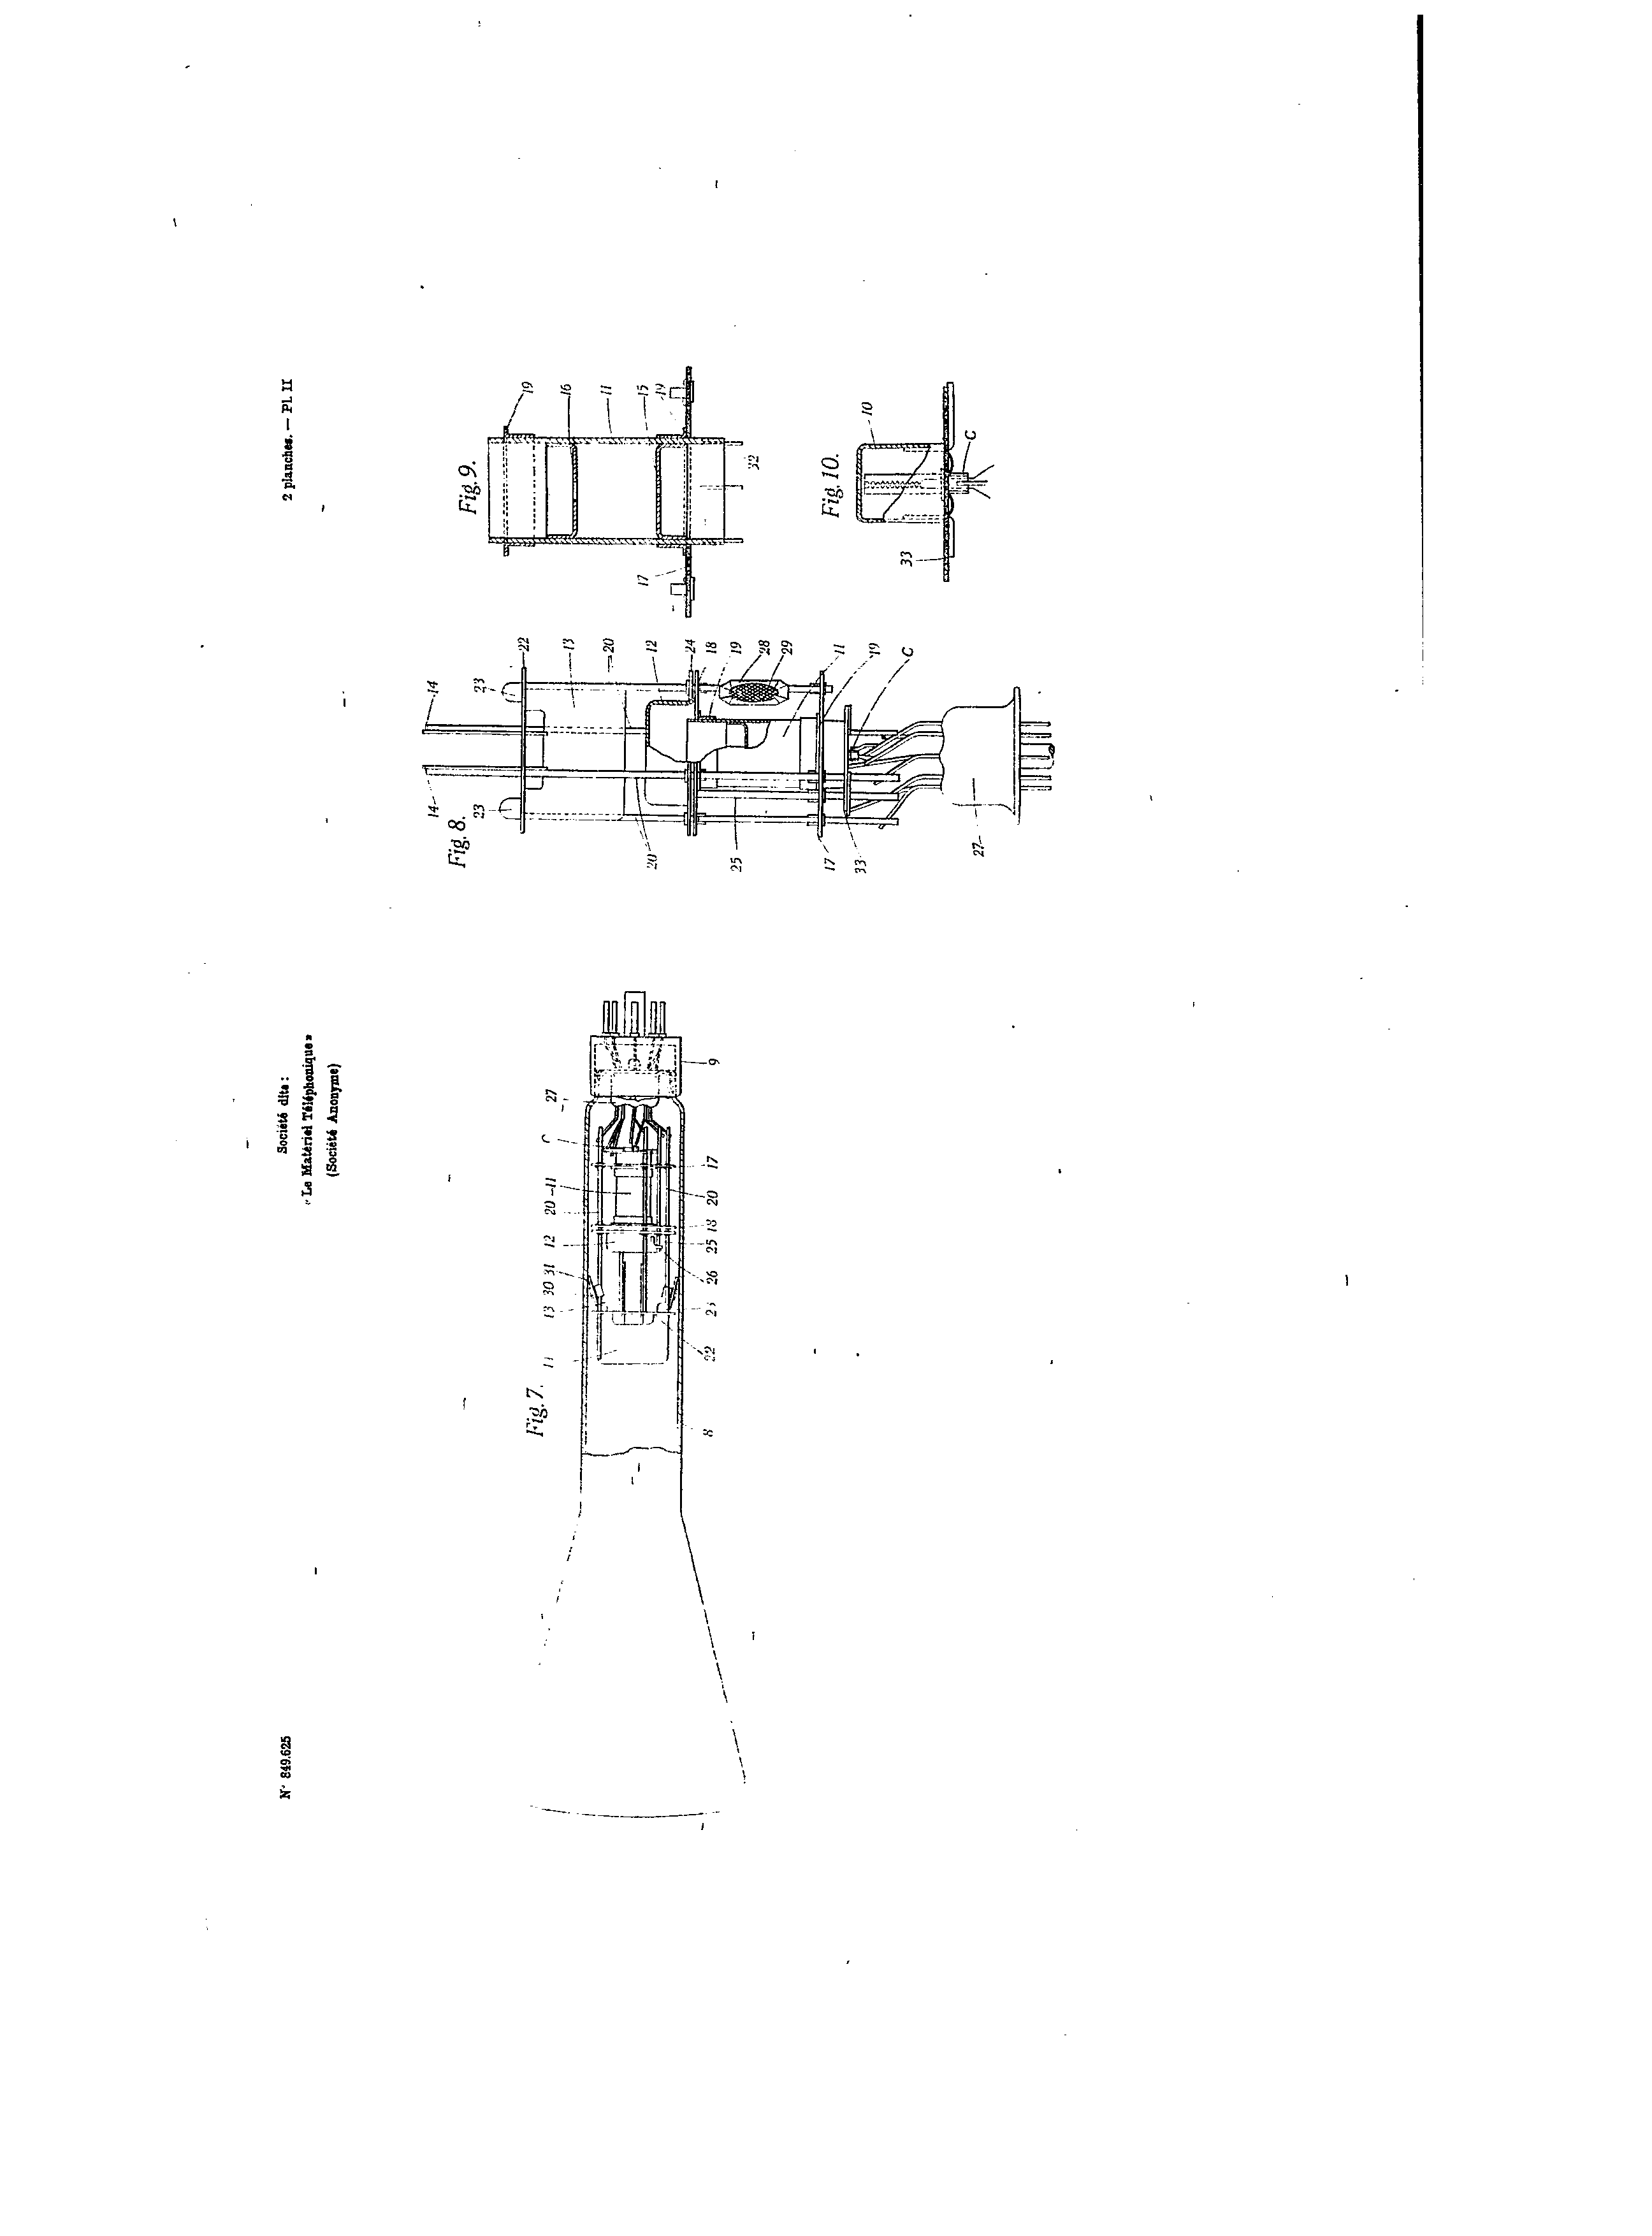 N° 849.625
Société dite :
« Le Matériel Téléphonique »
(Société Anonyme)
2 planches. — Pl. II
Fig. 7.
11 13 30 31 12 20 11 C 27
8 22 23 26 25 18 20 17 9
Fig. 8.
14 14
23 23 22
13
20
12
24
18
19
28
29
11
19
C
20
25
17
33
27
Fig. 9.
19
16
11
15
19
17
32
Fig. 10.
10
C
33